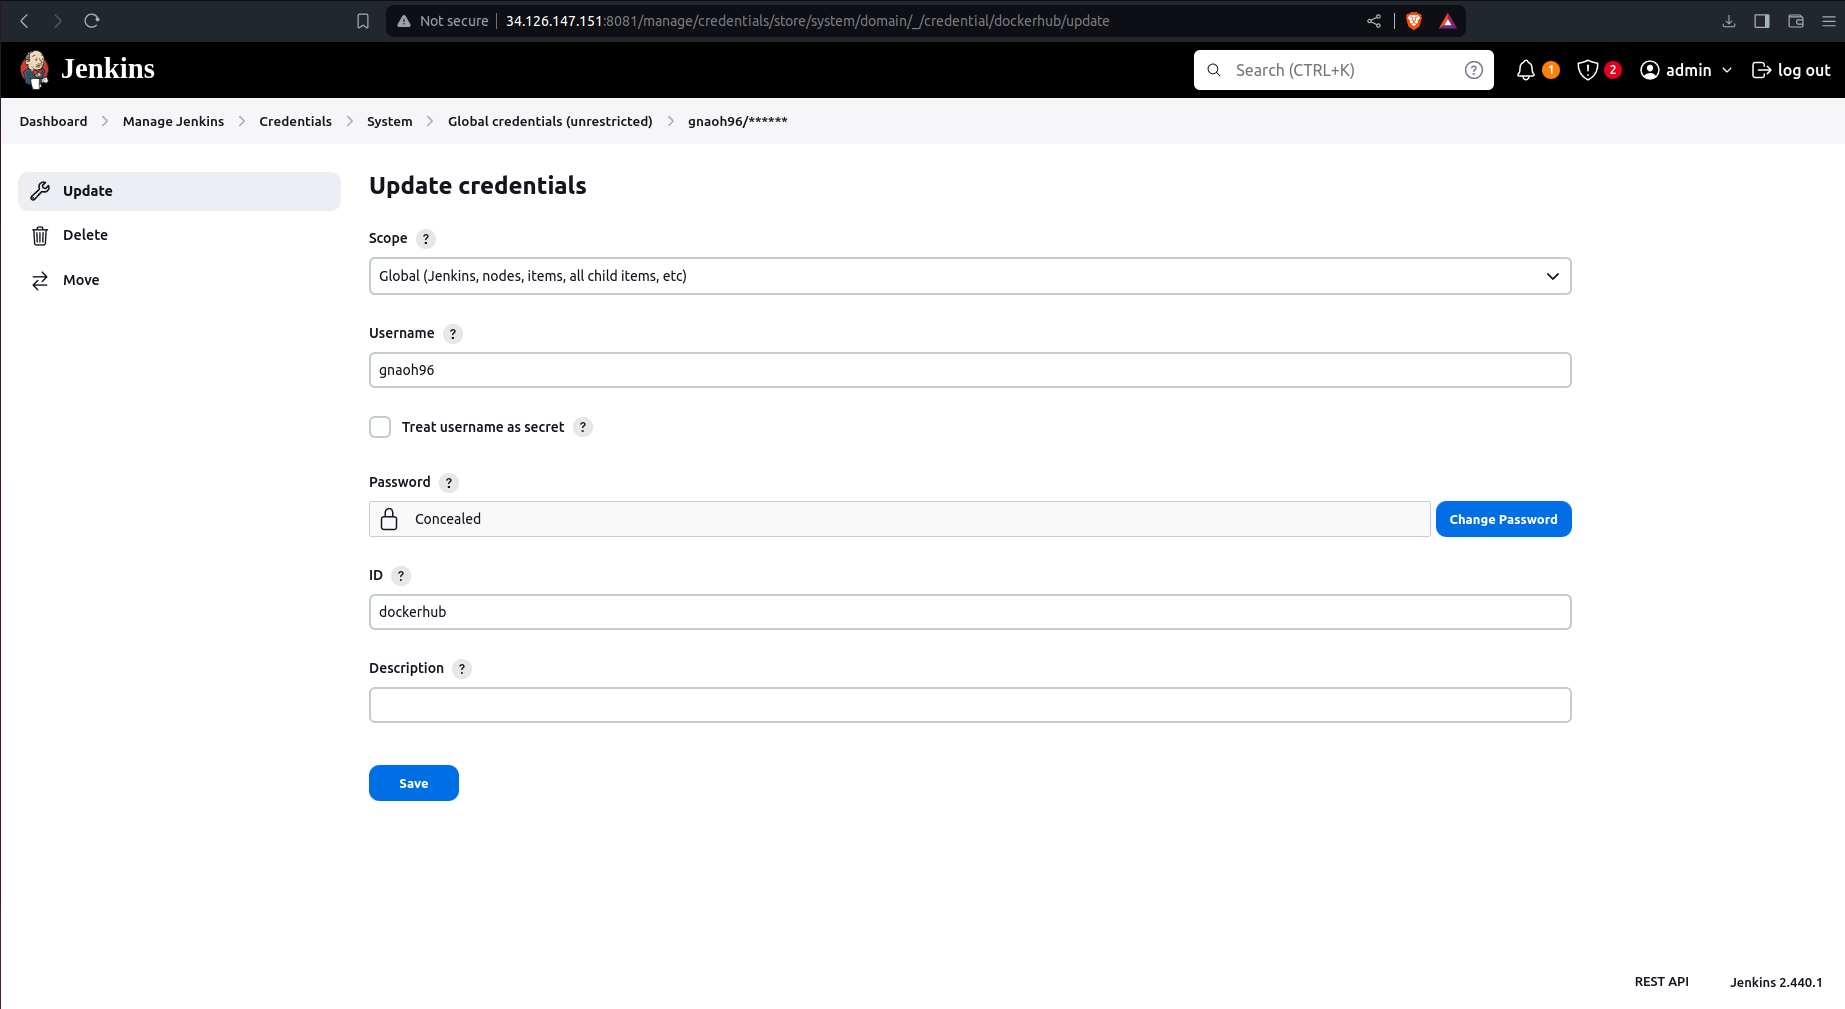 Not secure | 34.126.147.151:8081/manage/credentials/store/system/domain/_/credential/dockerhub/update
Jenkins
Search (CTRL+K) ? 1 2 admin log out
Dashboard > Manage Jenkins > Credentials > System > Global credentials (unrestricted) > gnaoh96/******
Update
Delete
Move
Update credentials
Scope ?
Global (Jenkins, nodes, items, all child items, etc)
Username ?
gnaoh96
Treat username as secret ?
Password ?
Concealed
Change Password
ID ?
dockerhub
Description ?
Save
REST API
Jenkins 2.440.1